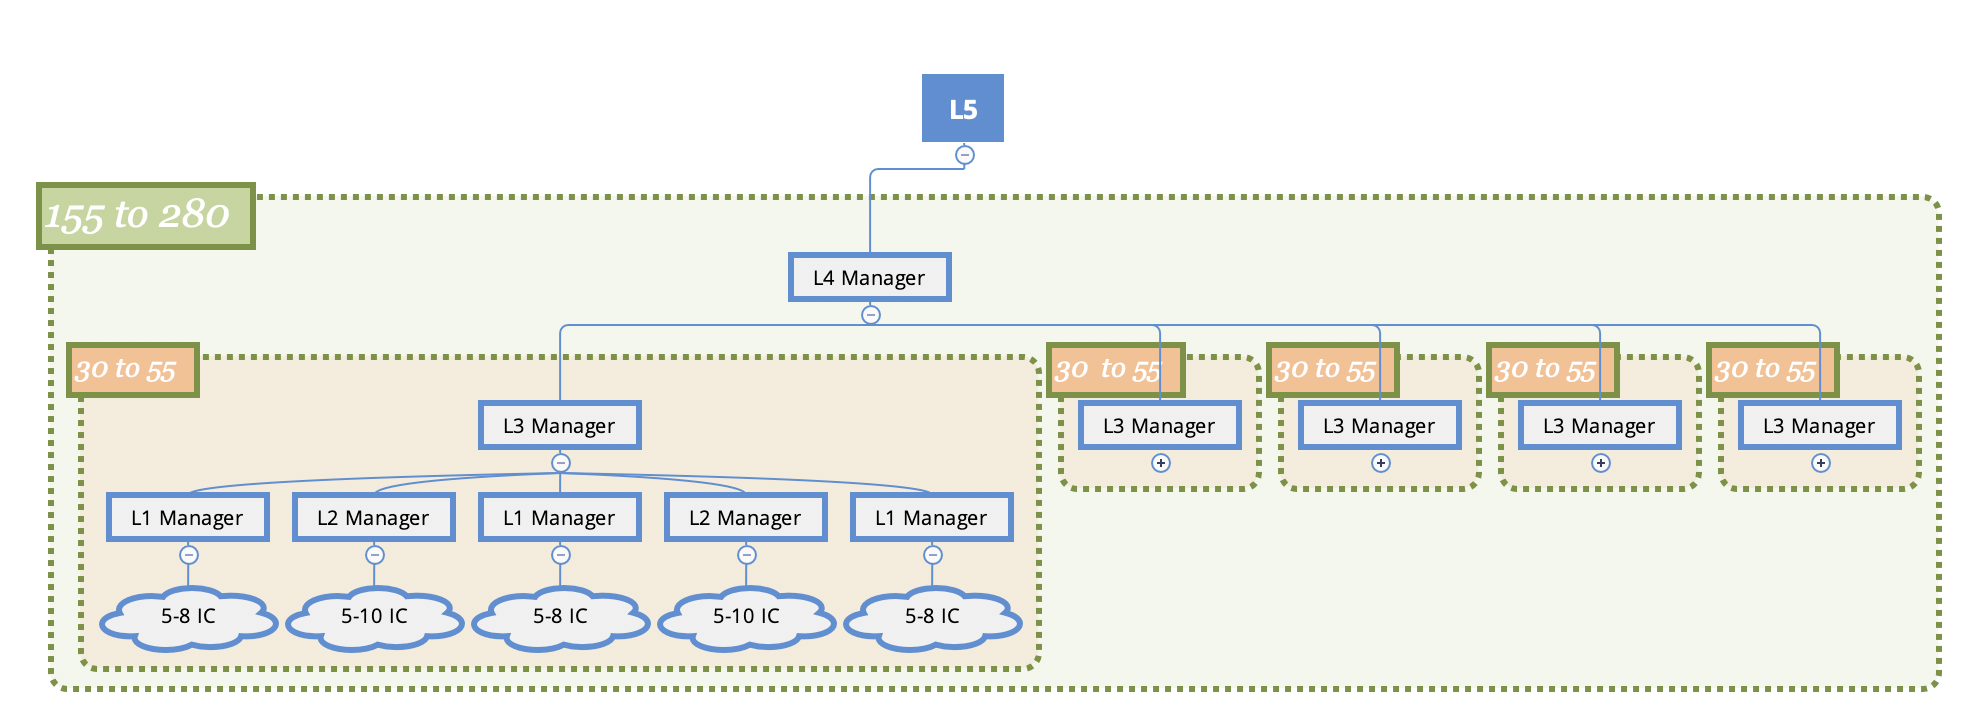 L5
155 to 280
L4 Manager
30 to 55
30  to 55
30 to 55
30 to 55
30 to 55
L3 Manager
L3 Manager
L3 Manager
L3 Manager
L3 Manager
L1 Manager
L2 Manager
L1 Manager
L2 Manager
L1 Manager
5-8 IC
5-10 IC
5-8 IC
5-10 IC
5-8 IC